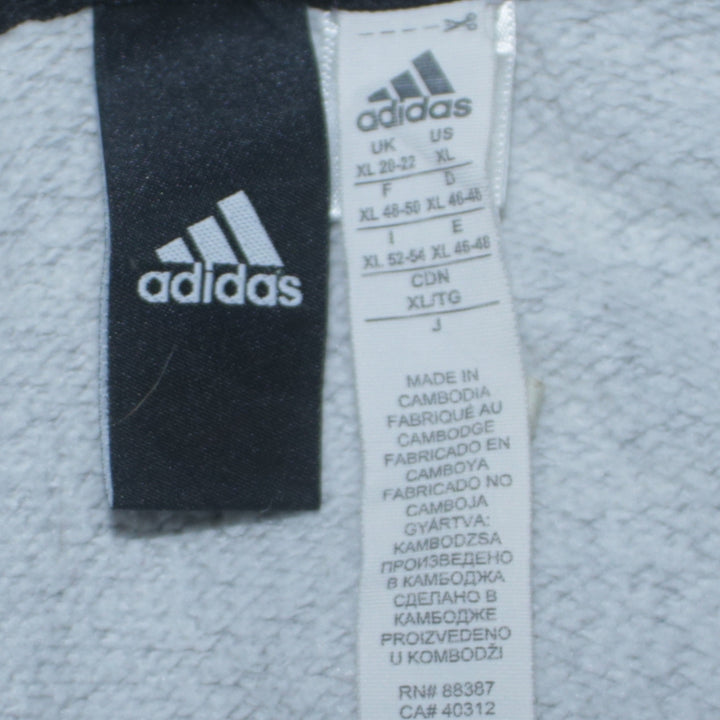 adidas
adidas
UK US
XL 20-22 XL
F D
XL 48-50 XL 46-48
I E
XL 52-54 XL 46-48
CDN
XL/TG
J
MADE IN
CAMBODIA
FABRIQUÉ AU
CAMBODGE
FABRICADO EN
CAMBOYA
FABRICADO NO
CAMBOJA
GYÁRTVA:
KAMBODZSA
ПРОИЗВЕДЕНО
В КАМБОДЖА
СДЕЛАНО В
КАМБОДЖЕ
PROIZVEDENO
U KOMBODŽI
RN# 88387
CA# 40312